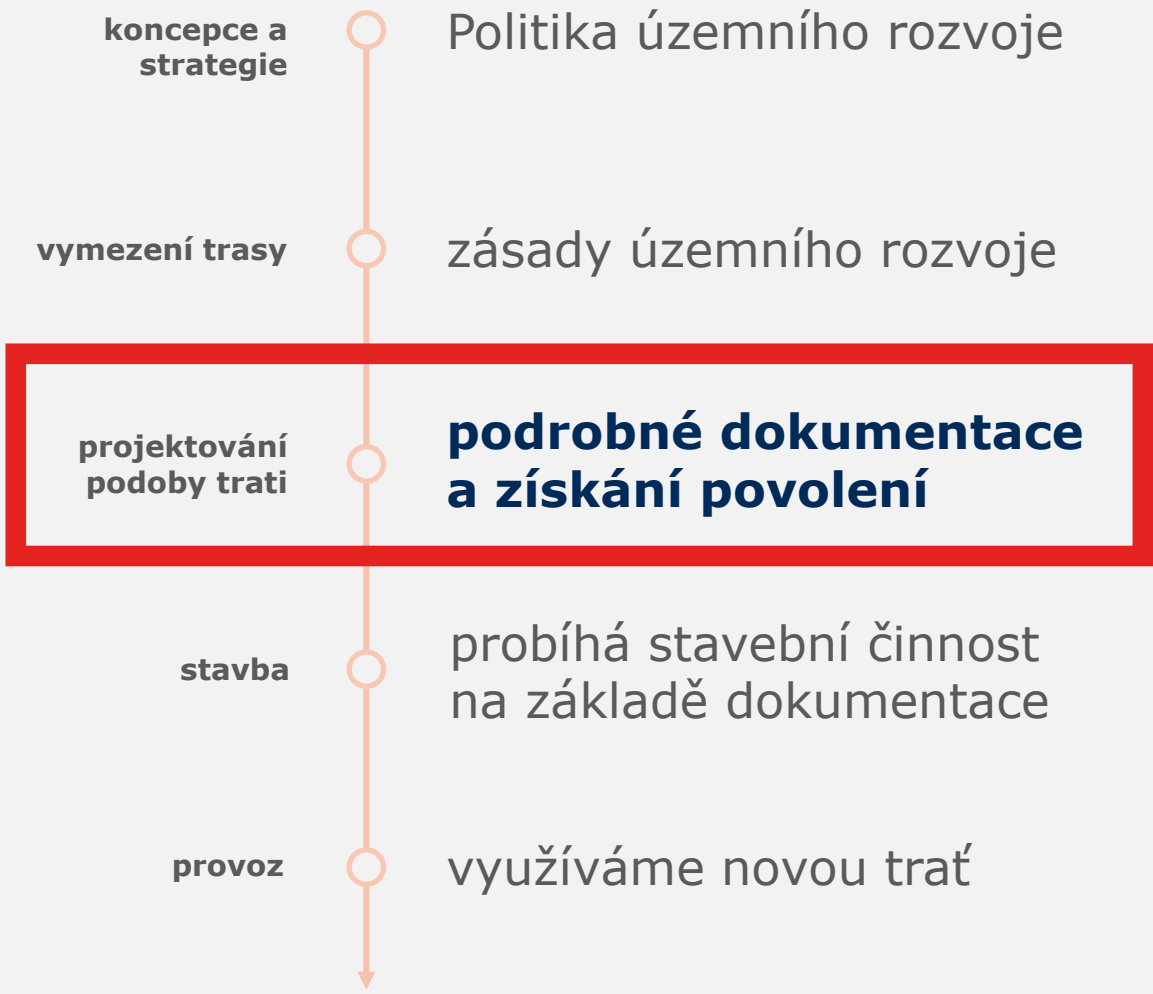 koncepce a
strategie
Politika územního rozvoje
vymezení trasy
zásady územního rozvoje
projektování
podoby trati
podrobné dokumentace
a získání povolení
stavba
probíhá stavební činnost
na základě dokumentace
provoz
využíváme novou trať